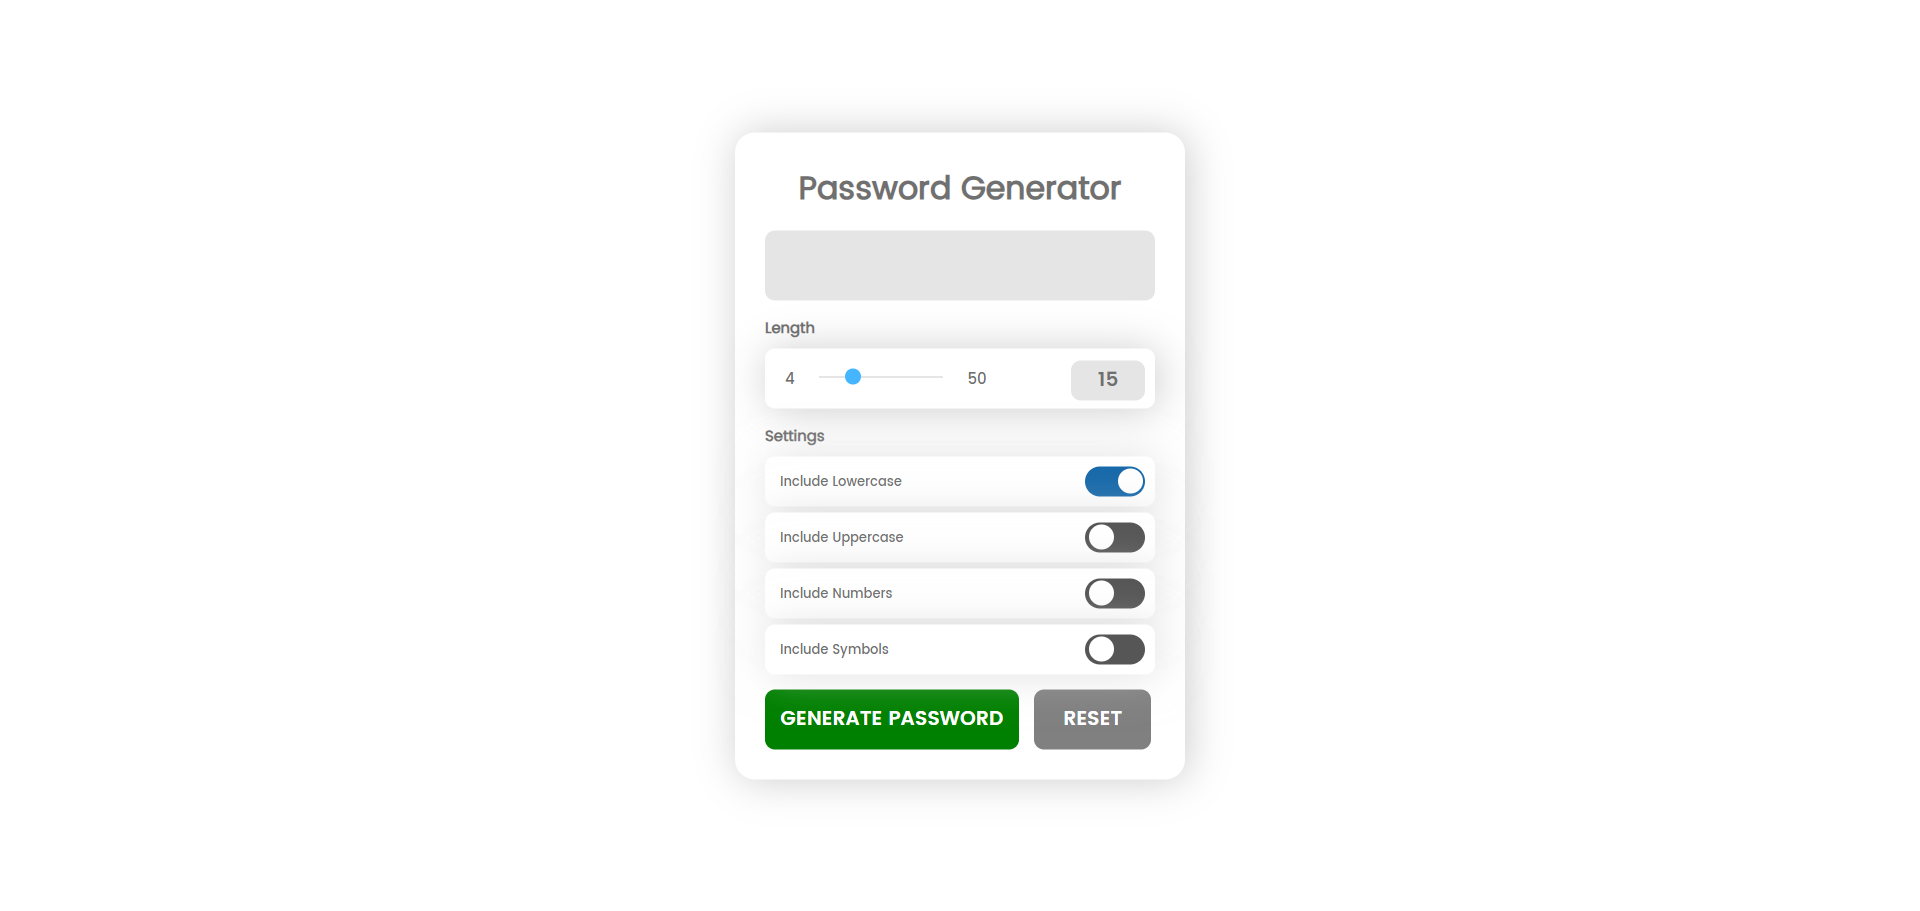 Password Generator
Length
4 50 15
Settings
Include Lowercase
Include Uppercase
Include Numbers
Include Symbols
GENERATE PASSWORD RESET